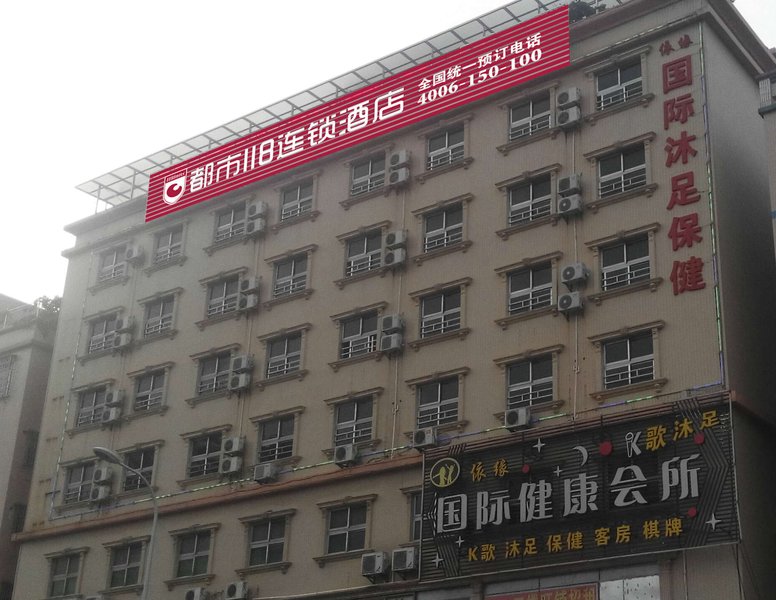 都市118连锁酒店
全国统一预订电话
4006-150-100
依缘
国际沐足保健
K歌沐足
依缘
国际健康会所
K歌 沐足 保健 客房 棋牌